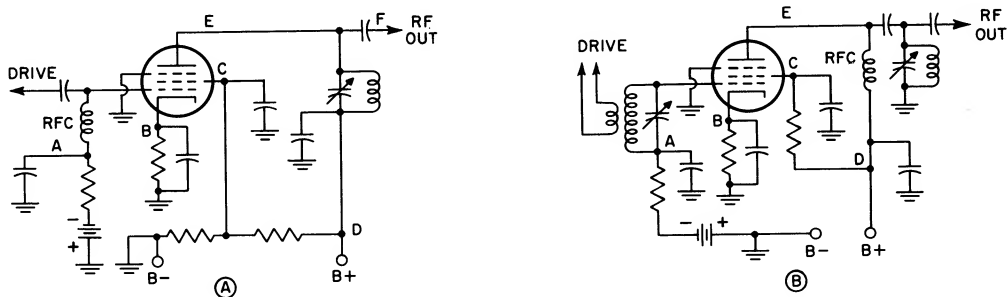 E
F
RF
OUT
DRIVE
C
RFC
B
A
D
B-
B+
A
E
RF
OUT
DRIVE
RFC
C
B
A
D
B-
B+
B
- +
- +